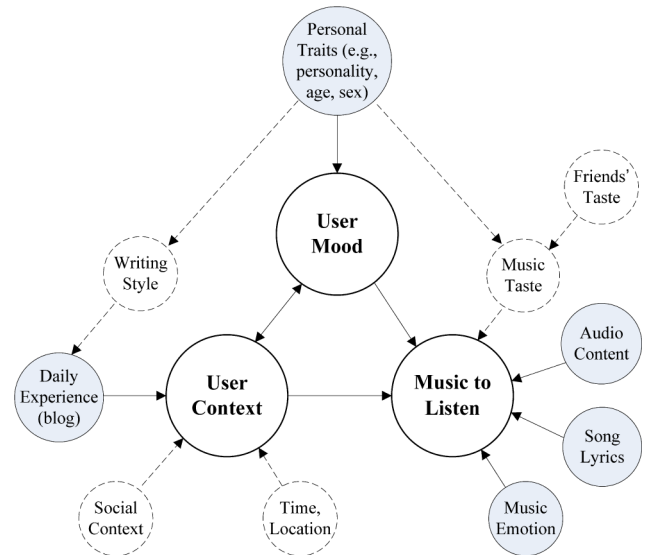 Personal
Traits (e.g.,
personality,
age, sex)
Friends'
Taste
User
Mood
Writing
Style
Music
Taste
Audio
Content
Daily
Experience
(blog)
User
Context
Music to
Listen
Song
Lyrics
Social
Context
Time,
Location
Music
Emotion